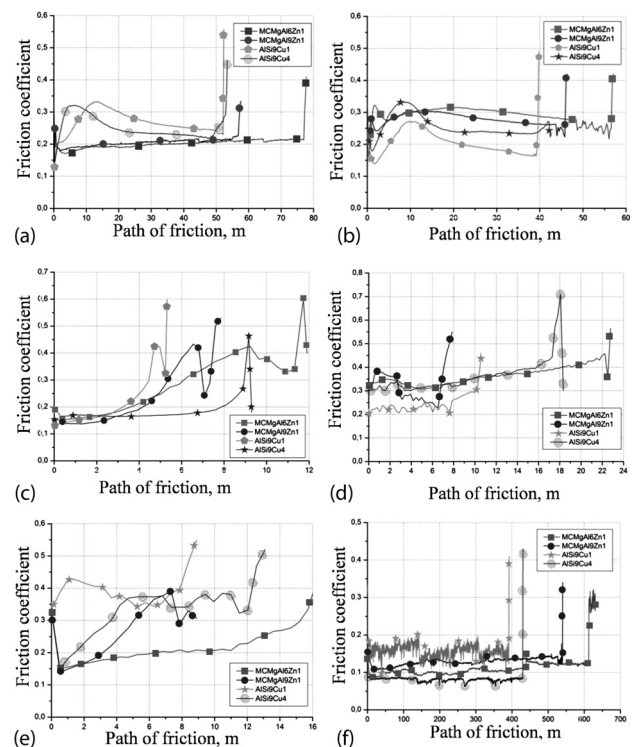 Friction coefficient
0,6
0,5
0,4
0,3
0,2
0,1
0,0
MCMgAl6Zn1
MCMgAl9Zn1
AlSi9Cu1
AlSi9Cu4
0 10 20 30 40 50 60 70 80
Path of friction, m
(a)
Friction coefficient
0,6
0,5
0,4
0,3
0,2
0,1
0,0
MCMgAl6Zn1
MCMgAl9Zn1
AlSi9Cu1
AlSi9Cu4
0 10 20 30 40 50 60
Path of friction, m
(b)
Friction coefficient
0,7
0,6
0,5
0,4
0,3
0,2
0,1
0,0
MCMgAl6Zn1
MCMgAl9Zn1
AlSi9Cu1
AlSi9Cu4
0 2 4 6 8 10 12
Path of friction, m
(c)
Friction coefficient
0,8
0,7
0,6
0,5
0,4
0,3
0,2
0,1
0,0
MCMgAl6Zn1
MCMgAl9Zn1
AlSi9Cu1
AlSi9Cu4
0 2 4 6 8 10 12 14 16 18 20 22 24
Path of friction, m
(d)
Friction coefficient
0,6
0,5
0,4
0,3
0,2
0,1
0,0
MCMgAl6Zn1
MCMgAl9Zn1
AlSi9Cu1
AlSi9Cu4
0 2 4 6 8 10 12 14 16
Path of friction, m
(e)
Friction coefficient
0,5
0,4
0,3
0,2
0,1
0,0
MCMgAl6Zn1
MCMgAl9Zn1
AlSi9Cu1
AlSi9Cu4
0 100 200 300 400 500 600 700
Path of friction, m
(f)